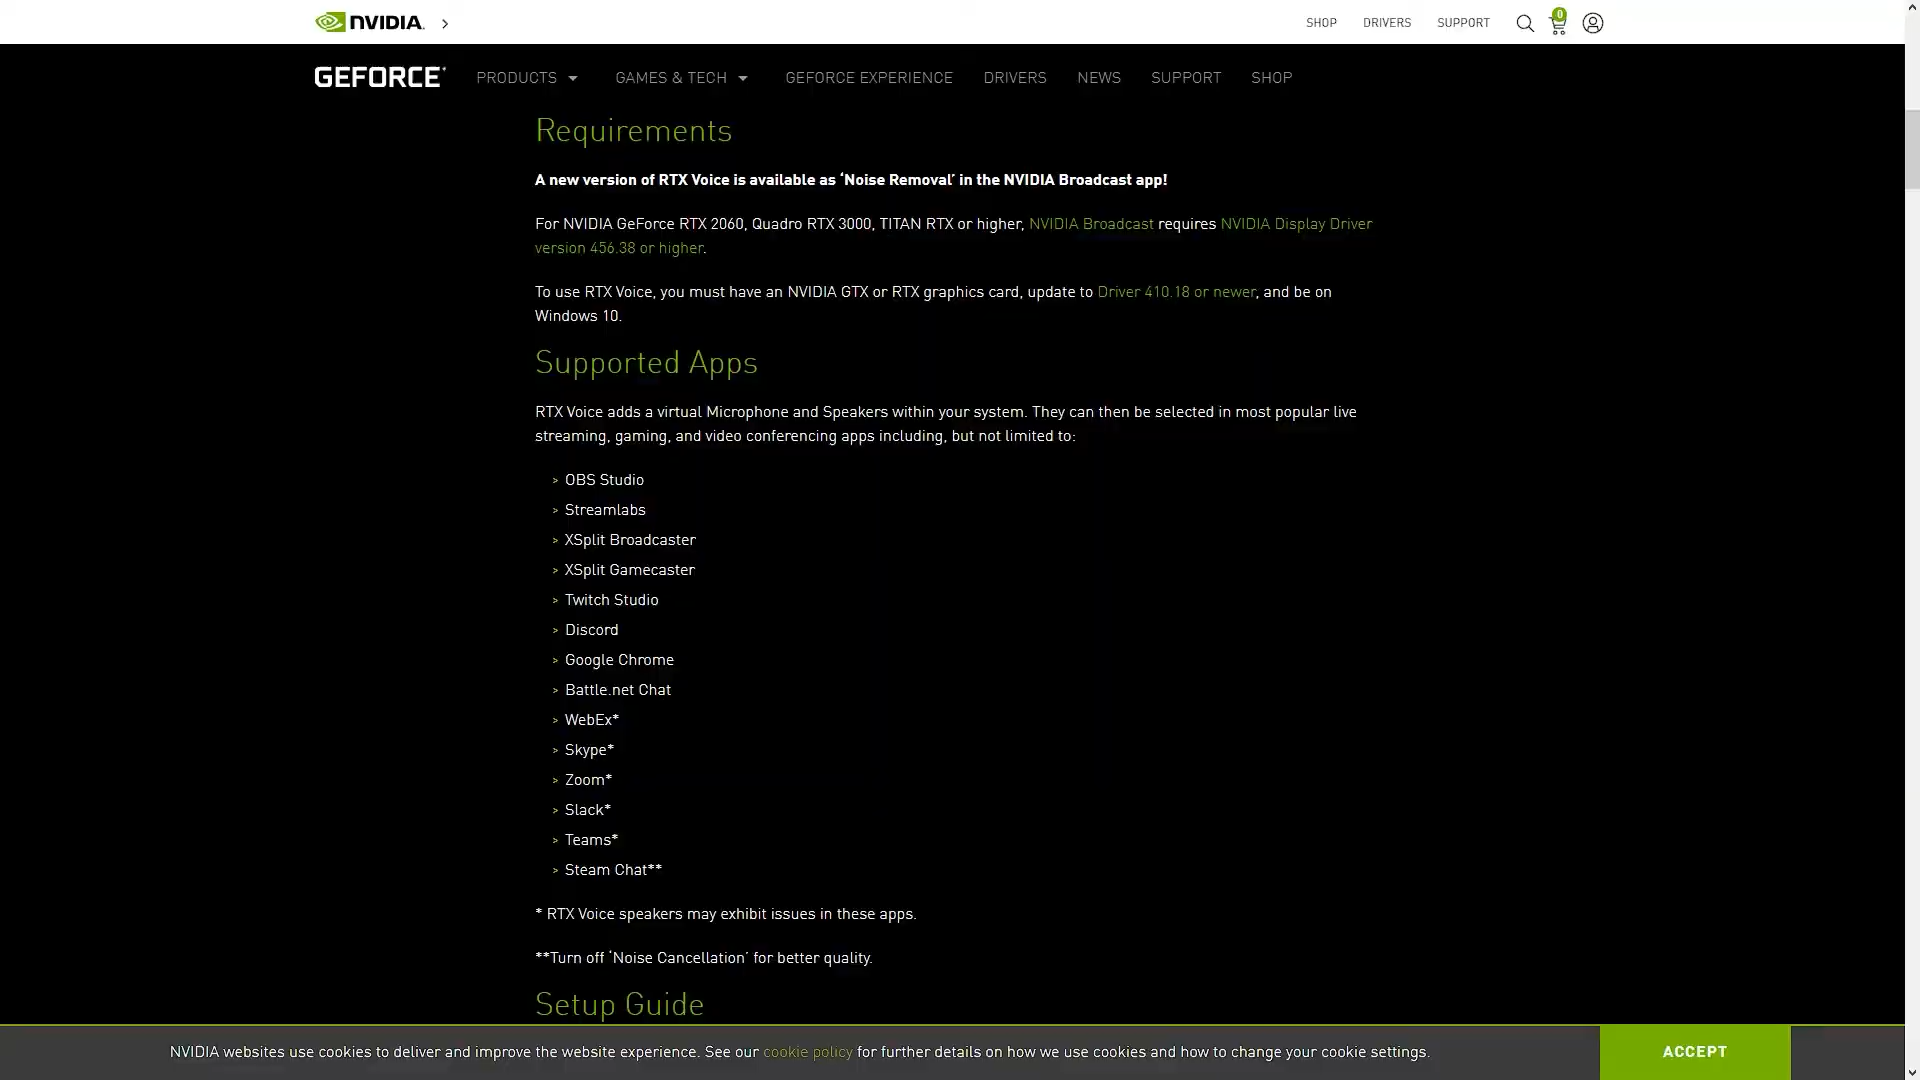 NVIDIA.
SHOP
DRIVERS
SUPPORT
0
GEFORCE
PRODUCTS
GAMES & TECH
GEFORCE EXPERIENCE
DRIVERS
NEWS
SUPPORT
SHOP
Requirements
A new version of RTX Voice is available as ‘Noise Removal’ in the NVIDIA Broadcast app!
For NVIDIA GeForce RTX 2060, Quadro RTX 3000, TITAN RTX or higher, NVIDIA Broadcast requires NVIDIA Display Driver
version 456.38 or higher.
To use RTX Voice, you must have an NVIDIA GTX or RTX graphics card, update to Driver 410.18 or newer, and be on
Windows 10.
Supported Apps
RTX Voice adds a virtual Microphone and Speakers within your system. They can then be selected in most popular live
streaming, gaming, and video conferencing apps including, but not limited to:
> OBS Studio
> Streamlabs
> XSplit Broadcaster
> XSplit Gamecaster
> Twitch Studio
> Discord
> Google Chrome
> Battle.net Chat
> WebEx*
> Skype*
> Zoom*
> Slack*
> Teams*
> Steam Chat**
* RTX Voice speakers may exhibit issues in these apps.
**Turn off ‘Noise Cancellation’ for better quality.
Setup Guide
NVIDIA websites use cookies to deliver and improve the website experience. See our cookie policy for further details on how we use cookies and how to change your cookie settings.
ACCEPT